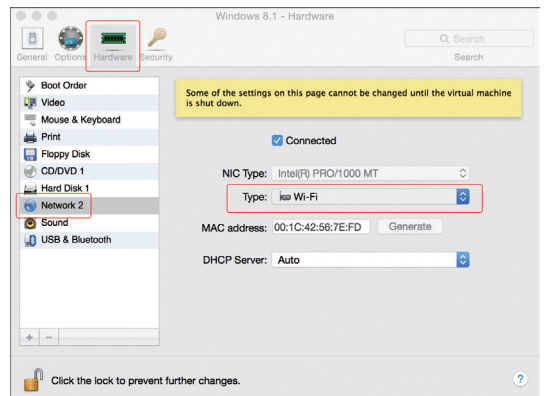 Windows 8.1 - Hardware
General Options Hardware Security
Search
Search
Boot Order
Video
Mouse & Keyboard
Print
Floppy Disk
CD/DVD 1
Hard Disk 1
Network 2
Sound
USB & Bluetooth
Some of the settings on this page cannot be changed until the virtual machine
is shut down.
Connected
NIC Type: Intel(R) PRO/1000 MT
Type: Wi-Fi
MAC address: 00:1C:42:56:7E:FD Generate
DHCP Server: Auto
+ -
Click the lock to prevent further changes.
?